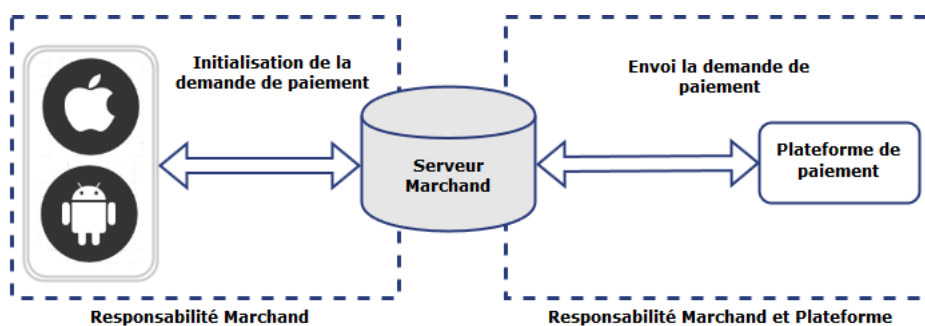 Initialisation de la
demande de paiement
Envoi la demande de
paiement
Serveur
Marchand
Plateforme de
paiement
Responsabilité Marchand
Responsabilité Marchand et Plateforme